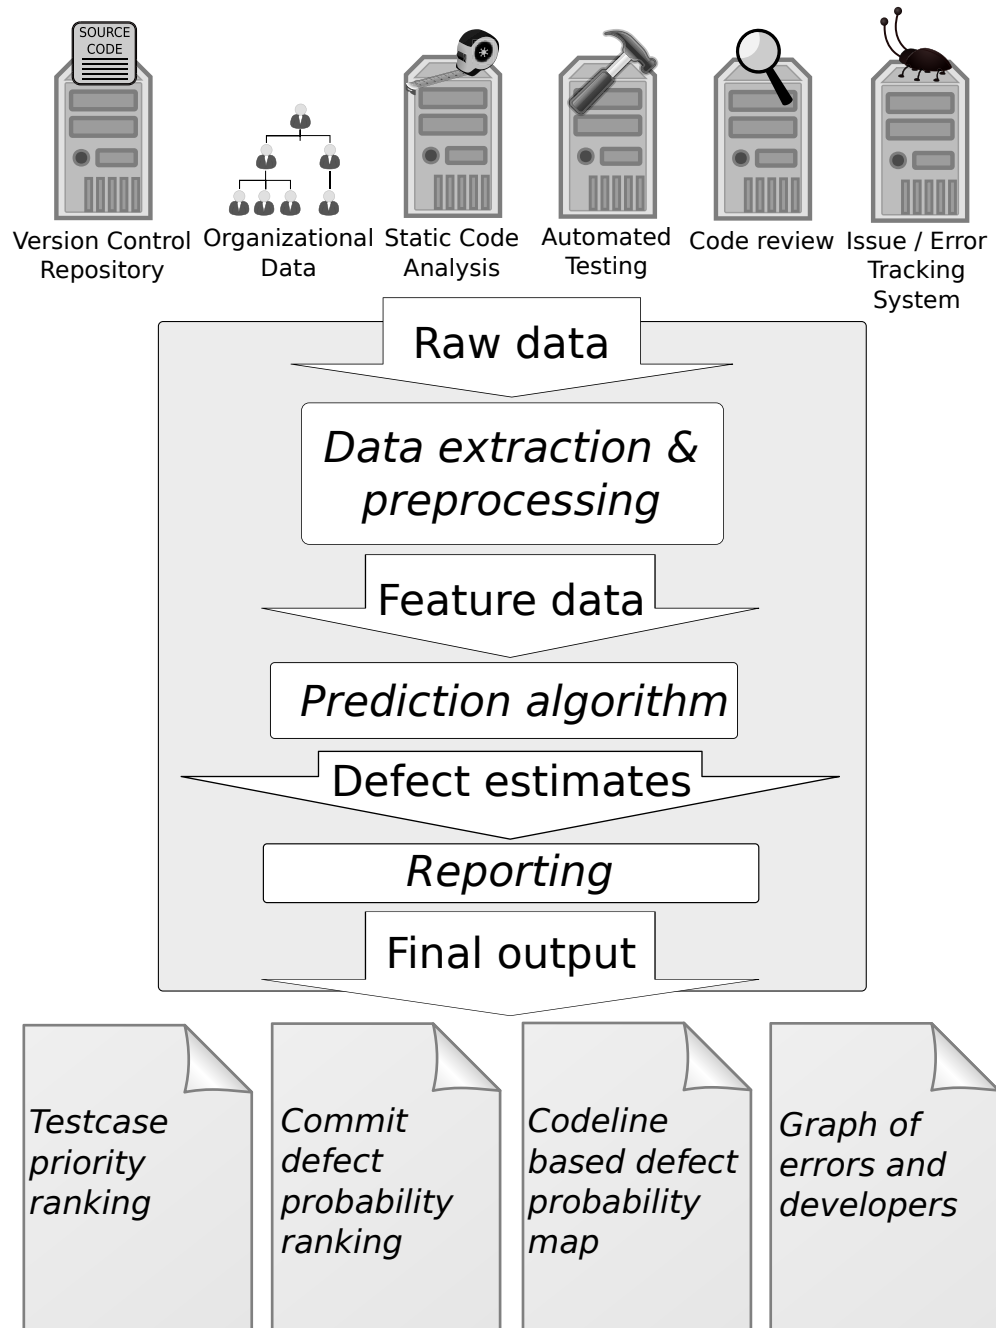 SOURCE
CODE
Version Control
Repository
Organizational
Data
Static Code
Analysis
Automated
Testing
Code review
Issue / Error
Tracking
System
Raw data
Data extraction &
preprocessing
Feature data
Prediction algorithm
Defect estimates
Reporting
Final output
Testcase
priority
ranking
Commit
defect
probability
ranking
Codeline
based defect
probability
map
Graph of
errors and
developers